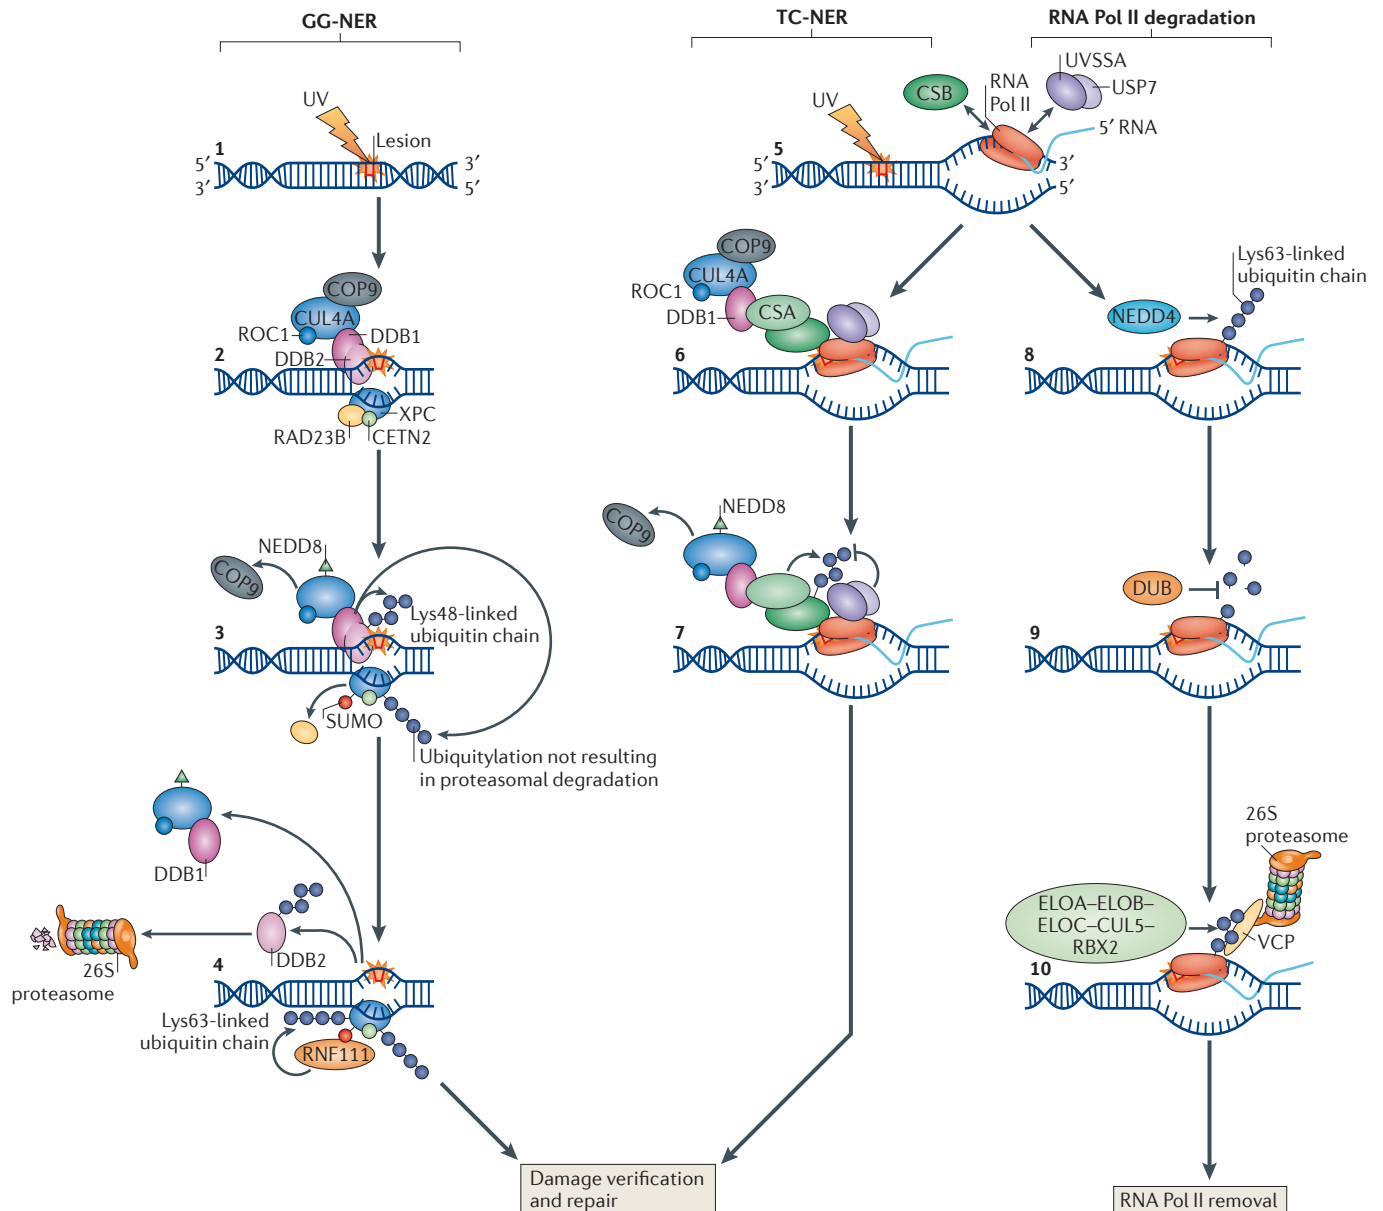 GG-NER
TC-NER
RNA Pol II degradation
UV
Lesion
1
5′
3′
3′
5′
COP9
CUL4A
ROC1
DDB1
2
DDB2
XPC
RAD23B
CETN2
NEDD8
COP9
Lys48-linked
ubiquitin chain
3
SUMO
Ubiquitylation not resulting
in proteasomal degradation
DDB1
DDB2
26S
proteasome
4
Lys63-linked
ubiquitin chain
RNF111
UV
CSB
RNA
Pol II
UVSSA
USP7
5′ RNA
5
5′
3′
3′
5′
COP9
CUL4A
ROC1
DDB1
CSA
6
NEDD8
COP9
7
Lys63-linked
ubiquitin chain
NEDD4
8
DUB
9
26S
proteasome
ELOA–ELOB–
ELOC–CUL5–
RBX2
VCP
10
Damage verification
and repair
RNA Pol II removal